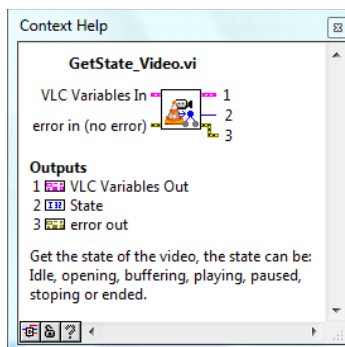 Context Help
GetState_Video.vi
VLC Variables In 1
2
error in (no error) 3
Outputs
1 VLC Variables Out
2 I32 State
3 error out
Get the state of the video, the state can be:
Idle, opening, buffering, playing, paused,
stoping or ended.
?